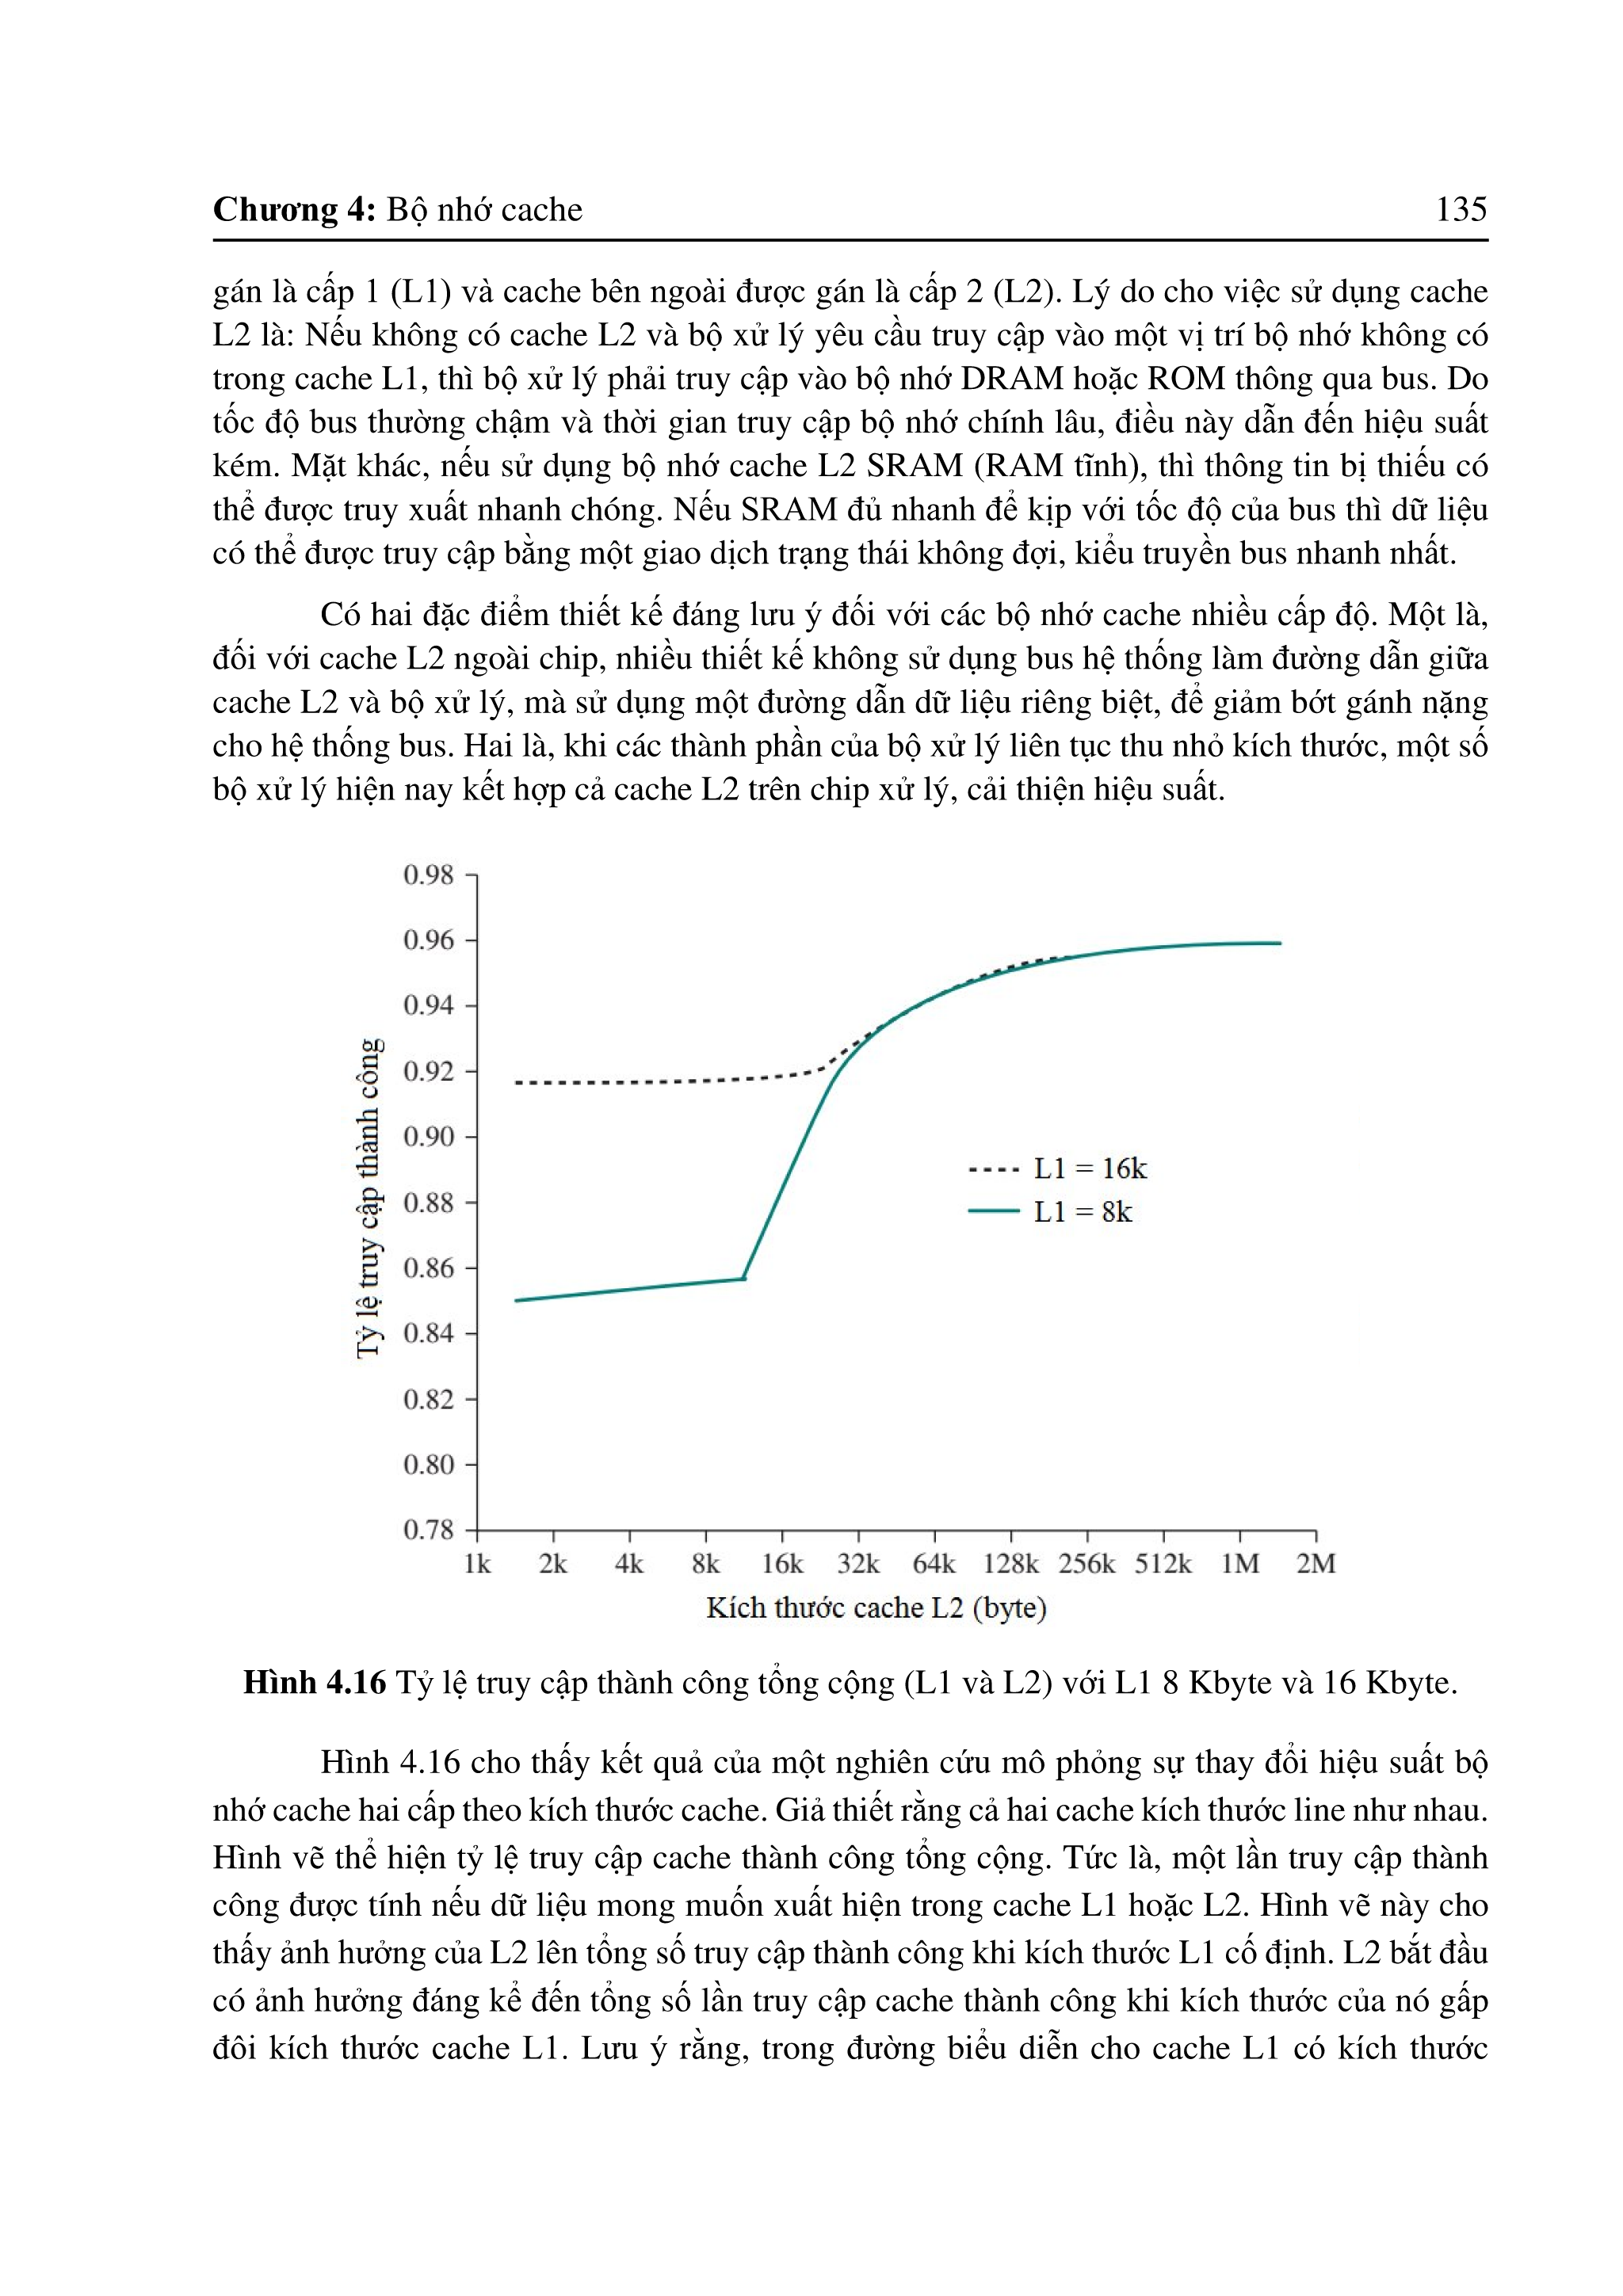 Chương 4: Bộ nhớ cache 135
gán là cấp 1 (L1) và cache bên ngoài được gán là cấp 2 (L2). Lý do cho việc sử dụng cache
L2 là: Nếu không có cache L2 và bộ xử lý yêu cầu truy cập vào một vị trí bộ nhớ không có
trong cache L1, thì bộ xử lý phải truy cập vào bộ nhớ DRAM hoặc ROM thông qua bus. Do
tốc độ bus thường chậm và thời gian truy cập bộ nhớ chính lâu, điều này dẫn đến hiệu suất
kém. Mặt khác, nếu sử dụng bộ nhớ cache L2 SRAM (RAM tĩnh), thì thông tin bị thiếu có
thể được truy xuất nhanh chóng. Nếu SRAM đủ nhanh để kịp với tốc độ của bus thì dữ liệu
có thể được truy cập bằng một giao dịch trạng thái không đợi, kiểu truyền bus nhanh nhất.
Có hai đặc điểm thiết kế đáng lưu ý đối với các bộ nhớ cache nhiều cấp độ. Một là,
đối với cache L2 ngoài chip, nhiều thiết kế không sử dụng bus hệ thống làm đường dẫn giữa
cache L2 và bộ xử lý, mà sử dụng một đường dẫn dữ liệu riêng biệt, để giảm bớt gánh nặng
cho hệ thống bus. Hai là, khi các thành phần của bộ xử lý liên tục thu nhỏ kích thước, một số
bộ xử lý hiện nay kết hợp cả cache L2 trên chip xử lý, cải thiện hiệu suất.
0.98
0.96
0.94
0.92
0.90
0.88
0.86
0.84
0.82
0.80
0.78
Tỷ lệ truy cập thành công
L1 = 16k
L1 = 8k
1k 2k 4k 8k 16k 32k 64k 128k 256k 512k 1M 2M
Kích thước cache L2 (byte)
Hình 4.16 Tỷ lệ truy cập thành công tổng cộng (L1 và L2) với L1 8 Kbyte và 16 Kbyte.
Hình 4.16 cho thấy kết quả của một nghiên cứu mô phỏng sự thay đổi hiệu suất bộ
nhớ cache hai cấp theo kích thước cache. Giả thiết rằng cả hai cache kích thước line như nhau.
Hình vẽ thể hiện tỷ lệ truy cập cache thành công tổng cộng. Tức là, một lần truy cập thành
công được tính nếu dữ liệu mong muốn xuất hiện trong cache L1 hoặc L2. Hình vẽ này cho
thấy ảnh hưởng của L2 lên tổng số truy cập thành công khi kích thước L1 cố định. L2 bắt đầu
có ảnh hưởng đáng kể đến tổng số lần truy cập cache thành công khi kích thước của nó gấp
đôi kích thước cache L1. Lưu ý rằng, trong đường biểu diễn cho cache L1 có kích thước